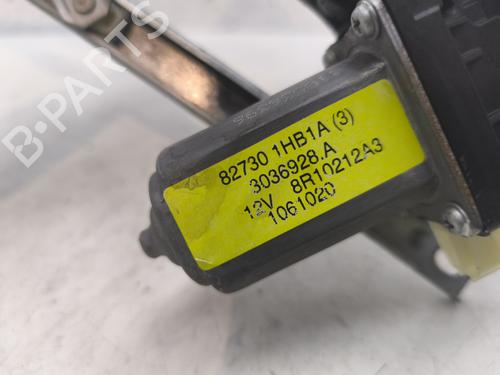 B-PARTS
82730 1HB1A (3)
3036928.A
12V 8R10212A3
1061020